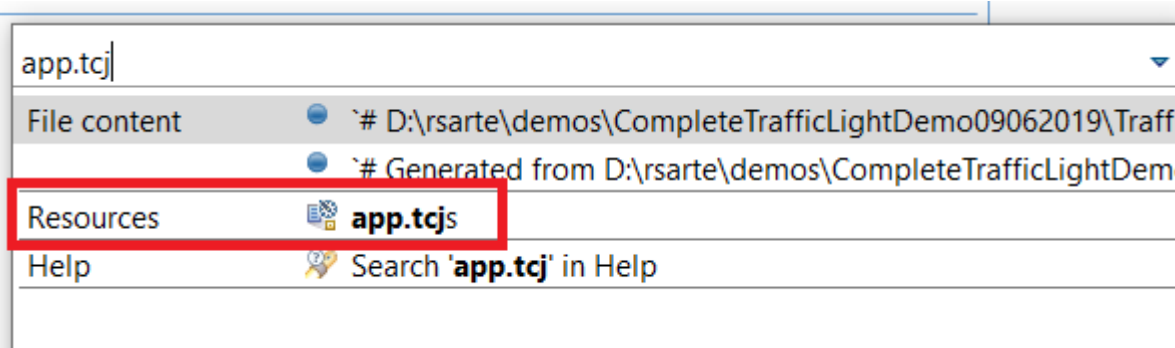 app.tcj
File content `# D:\rsarte\demos\CompleteTrafficLightDemo09062019\Traff
`# Generated from D:\rsarte\demos\CompleteTrafficLightDem
Resources app.tcjs
Help Search 'app.tcj' in Help